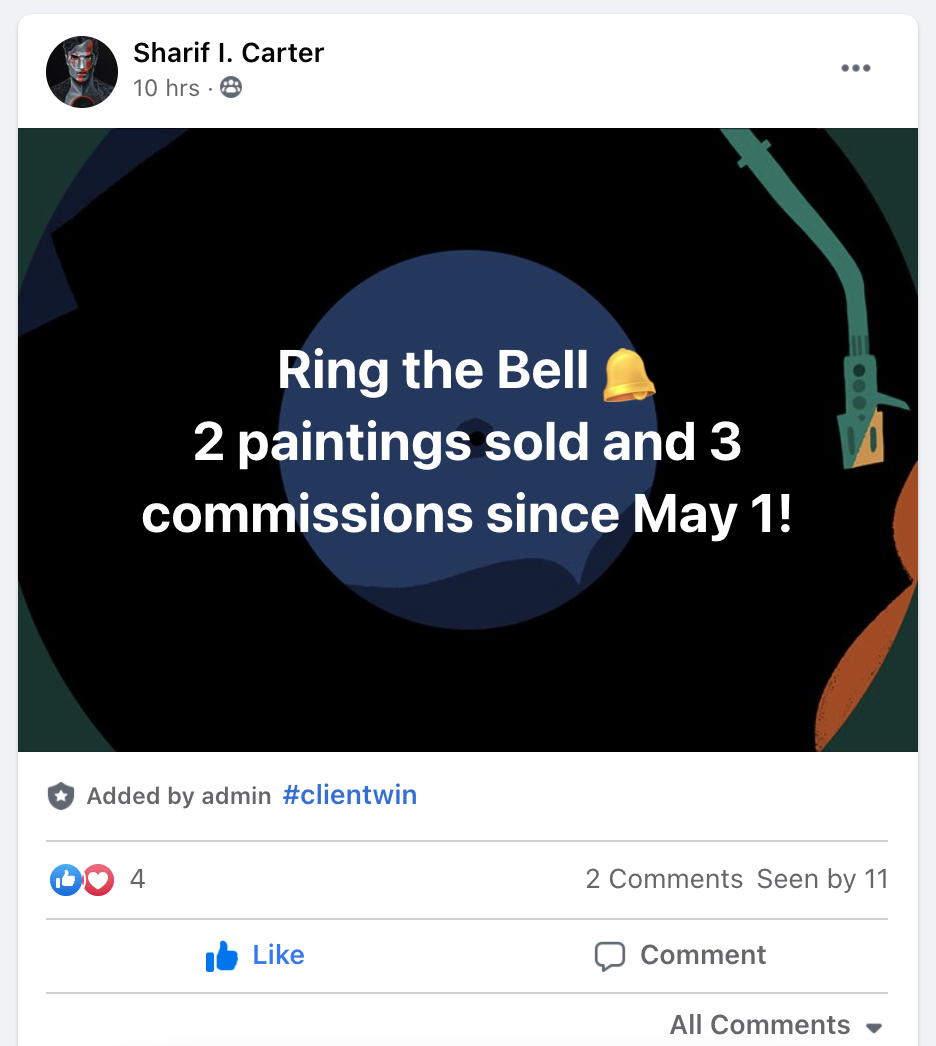 Sharif I. Carter
10 hrs ·
Ring the Bell 🔔
2 paintings sold and 3
commissions since May 1!
Added by admin #clientwin
4 2 Comments Seen by 11
Like Comment
All Comments